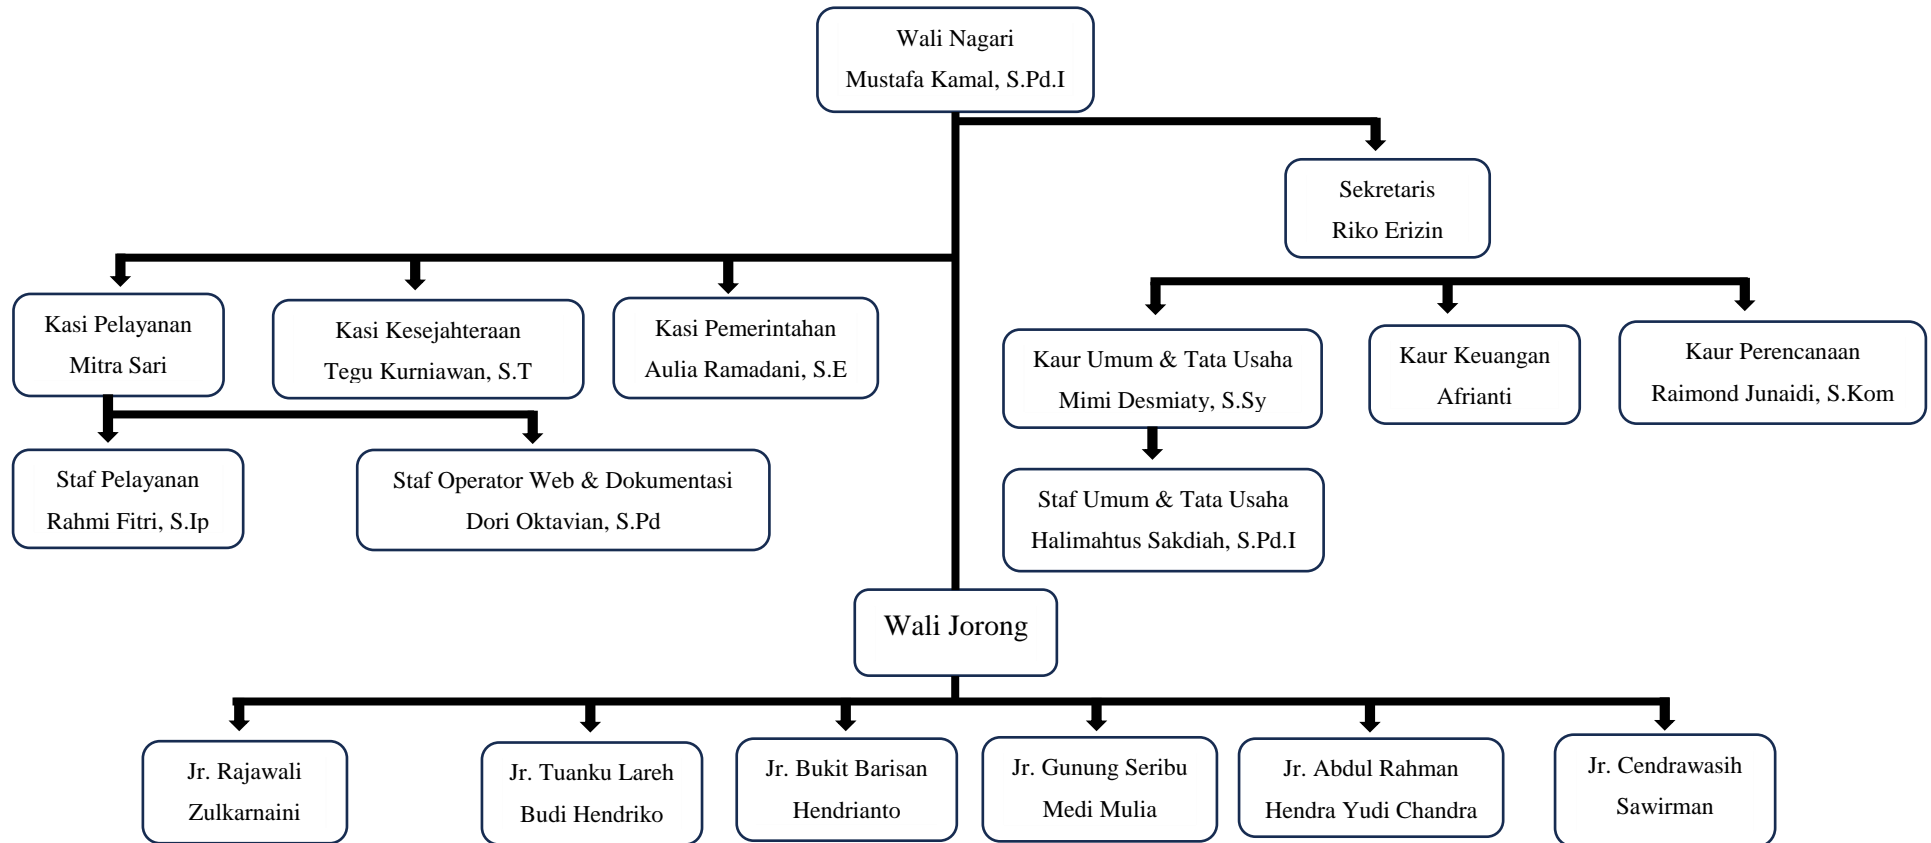 Wali Nagari
Mustafa Kamal, S.Pd.I
Sekretaris
Riko Erizin
Kasi Pelayanan
Mitra Sari
Kasi Kesejahteraan
Tegu Kurniawan, S.T
Kasi Pemerintahan
Aulia Ramadani, S.E
Kaur Umum & Tata Usaha
Mimi Desmiaty, S.Sy
Kaur Keuangan
Afrianti
Kaur Perencanaan
Raimond Junaidi, S.Kom
Staf Pelayanan
Rahmi Fitri, S.Ip
Staf Operator Web & Dokumentasi
Dori Oktavian, S.Pd
Staf Umum & Tata Usaha
Halimahtus Sakdiah, S.Pd.I
Wali Jorong
Jr. Rajawali
Zulkarnaini
Jr. Tuanku Lareh
Budi Hendriko
Jr. Bukit Barisan
Hendrianto
Jr. Gunung Seribu
Medi Mulia
Jr. Abdul Rahman
Hendra Yudi Chandra
Jr. Cendrawasih
Sawirman